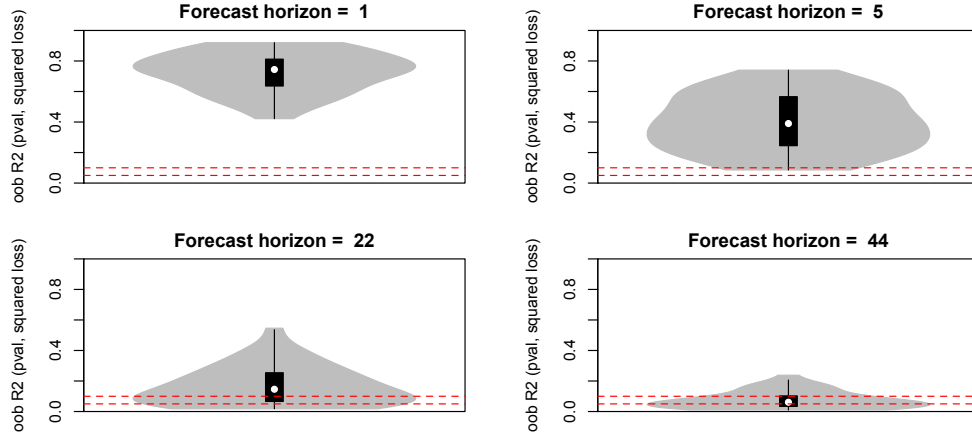 Forecast horizon = 1
oob R2 (pval, squared loss)
0.8
0.4
0.0
Forecast horizon = 5
oob R2 (pval, squared loss)
0.8
0.4
0.0
Forecast horizon = 22
oob R2 (pval, squared loss)
0.8
0.4
0.0
Forecast horizon = 44
oob R2 (pval, squared loss)
0.8
0.4
0.0